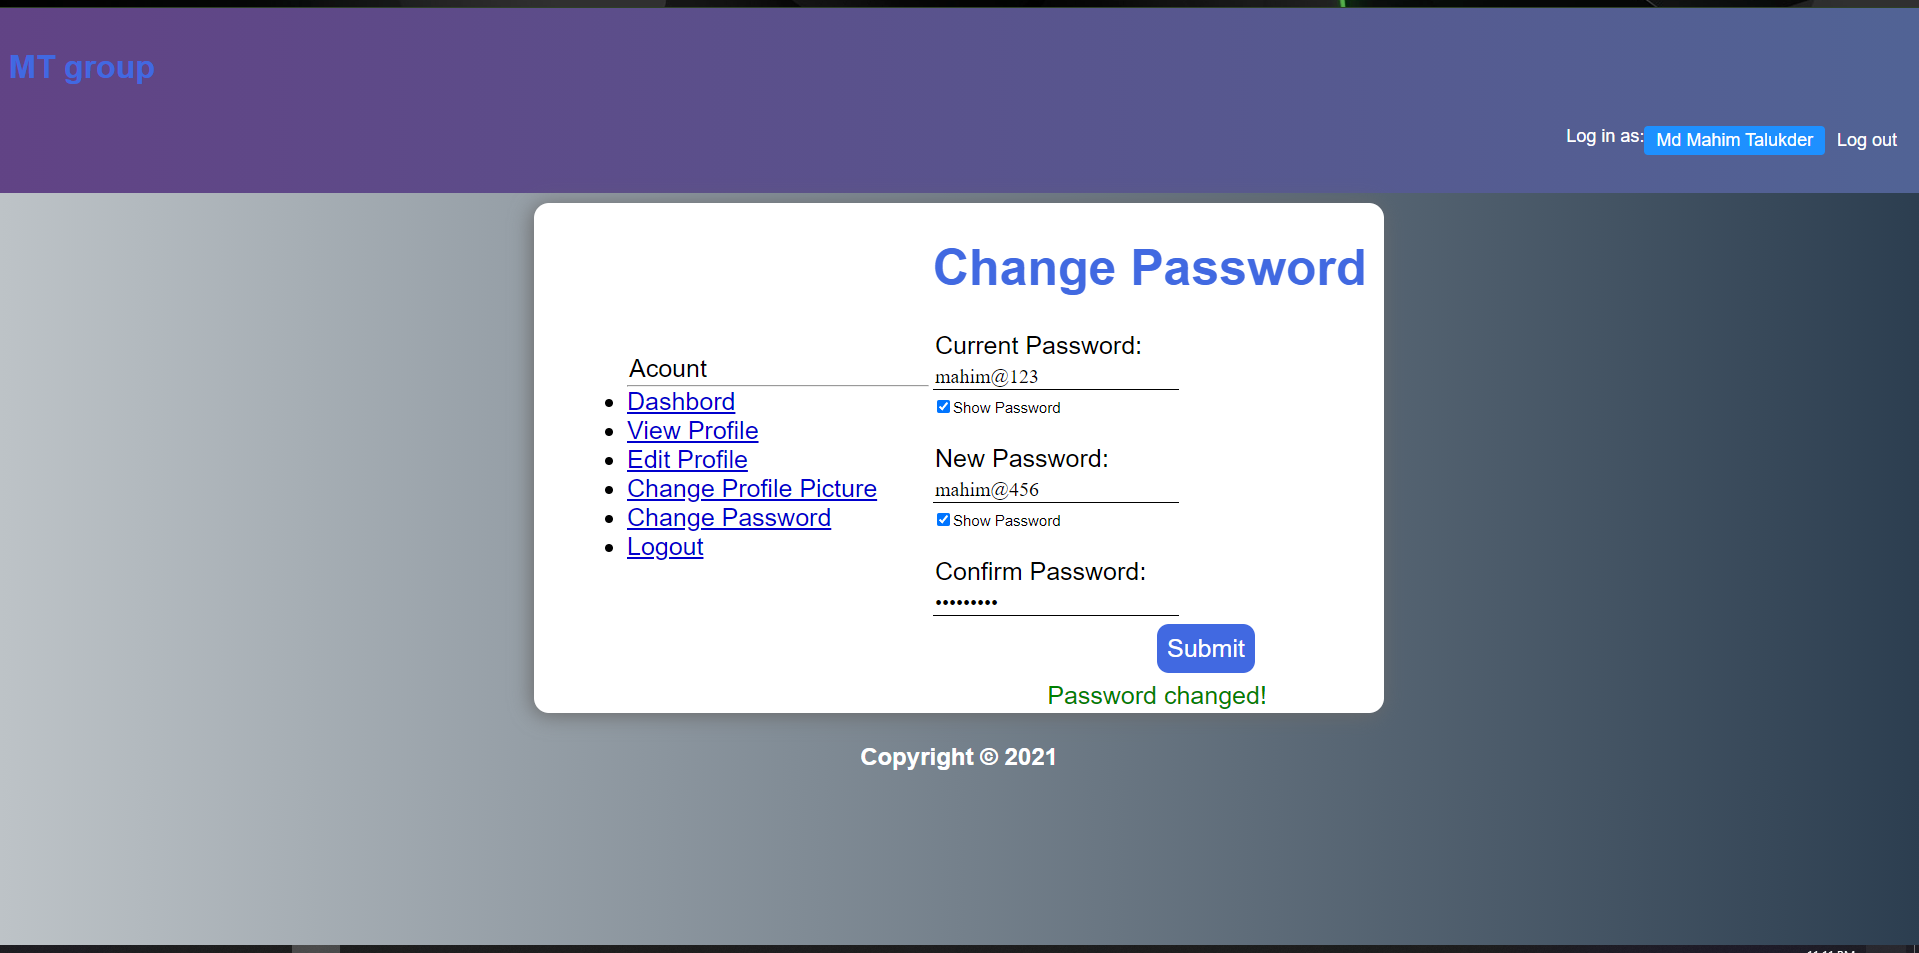 MT group
Log in as: Md Mahim Talukder Log out
Change Password
Acount
Dashbord
View Profile
Edit Profile
Change Profile Picture
Change Password
Logout
Current Password:
mahim@123
Show Password
New Password:
mahim@456
Show Password
Confirm Password:
•••••••••
Submit
Password changed!
Copyright © 2021